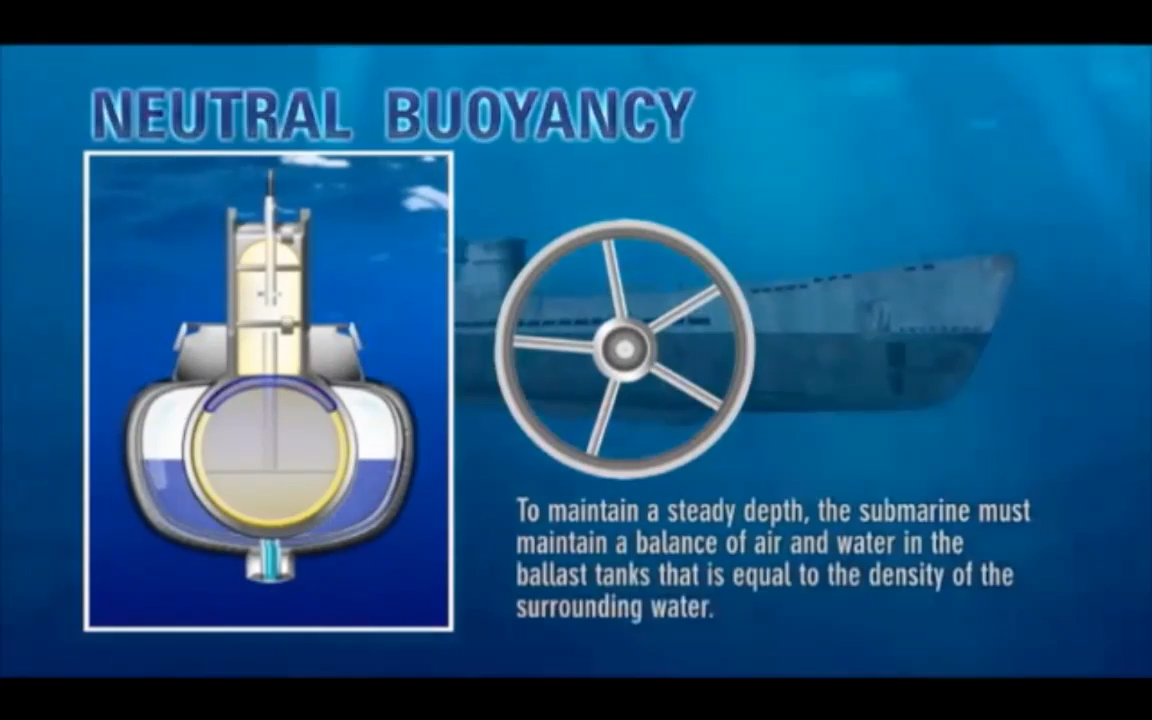 NEUTRAL BUOYANCY
To maintain a steady depth, the submarine must
maintain a balance of air and water in the
ballast tanks that is equal to the density of the
surrounding water.